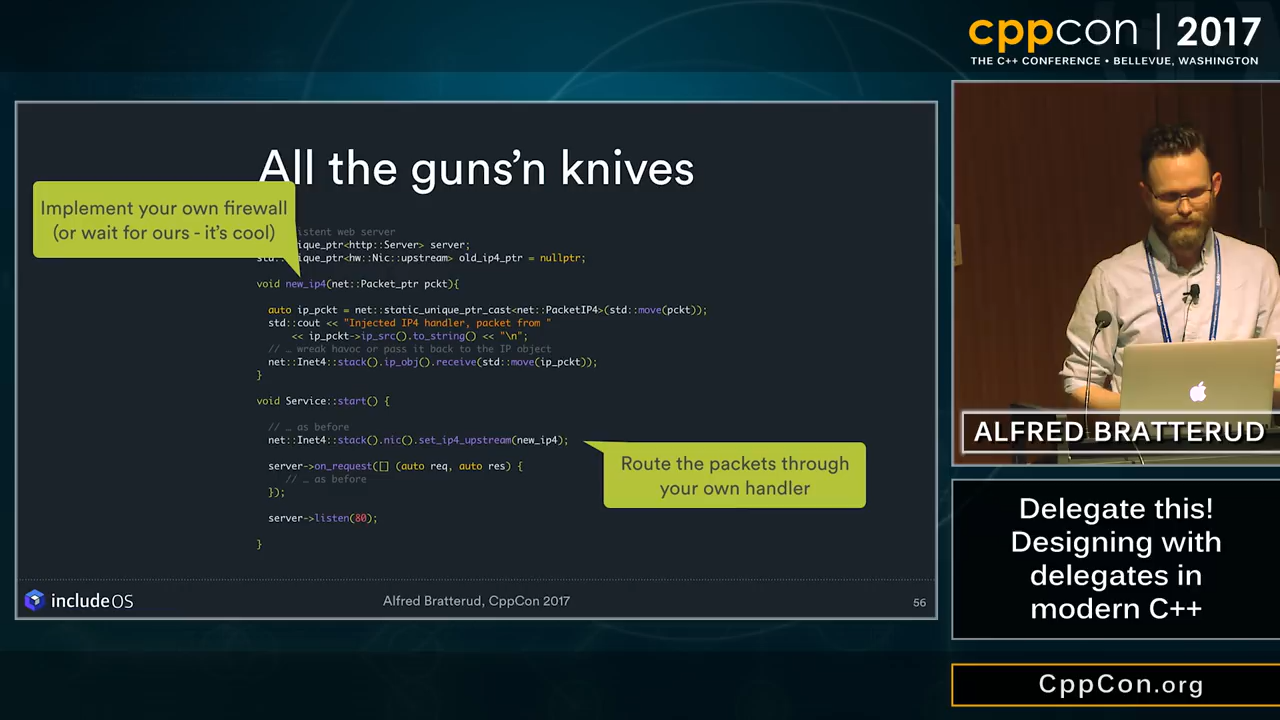 cppcon | 2017
THE C++ CONFERENCE • BELLEVUE, WASHINGTON
All the guns'n knives
Implement your own firewall
(or wait for ours - it's cool)
istent web server
ique_ptr<http::Server> server;
std::unique_ptr<hw::Nic::upstream> old_ip4_ptr = nullptr;
void new_ip4(net::Packet_ptr pckt){
auto ip_pckt = net::static_unique_ptr_cast<net::PacketIP4>(std::move(pckt));
std::cout << "Injected IP4 handler, packet from "
<< ip_pckt->ip_src().to_string() << "\n";
// … wreak havoc or pass it back to the IP object
net::Inet4::stack().ip_obj().receive(std::move(ip_pckt));
}
void Service::start() {
// … as before
net::Inet4::stack().nic().set_ip4_upstream(new_ip4);
server->on_request([] (auto req, auto res) {
// … as before
});
server->listen(80);
}
Route the packets through
your own handler
includeOS
Alfred Bratterud, CppCon 2017
56
ALFRED BRATTERUD
Delegate this!
Designing with
delegates in
modern C++
CppCon.org